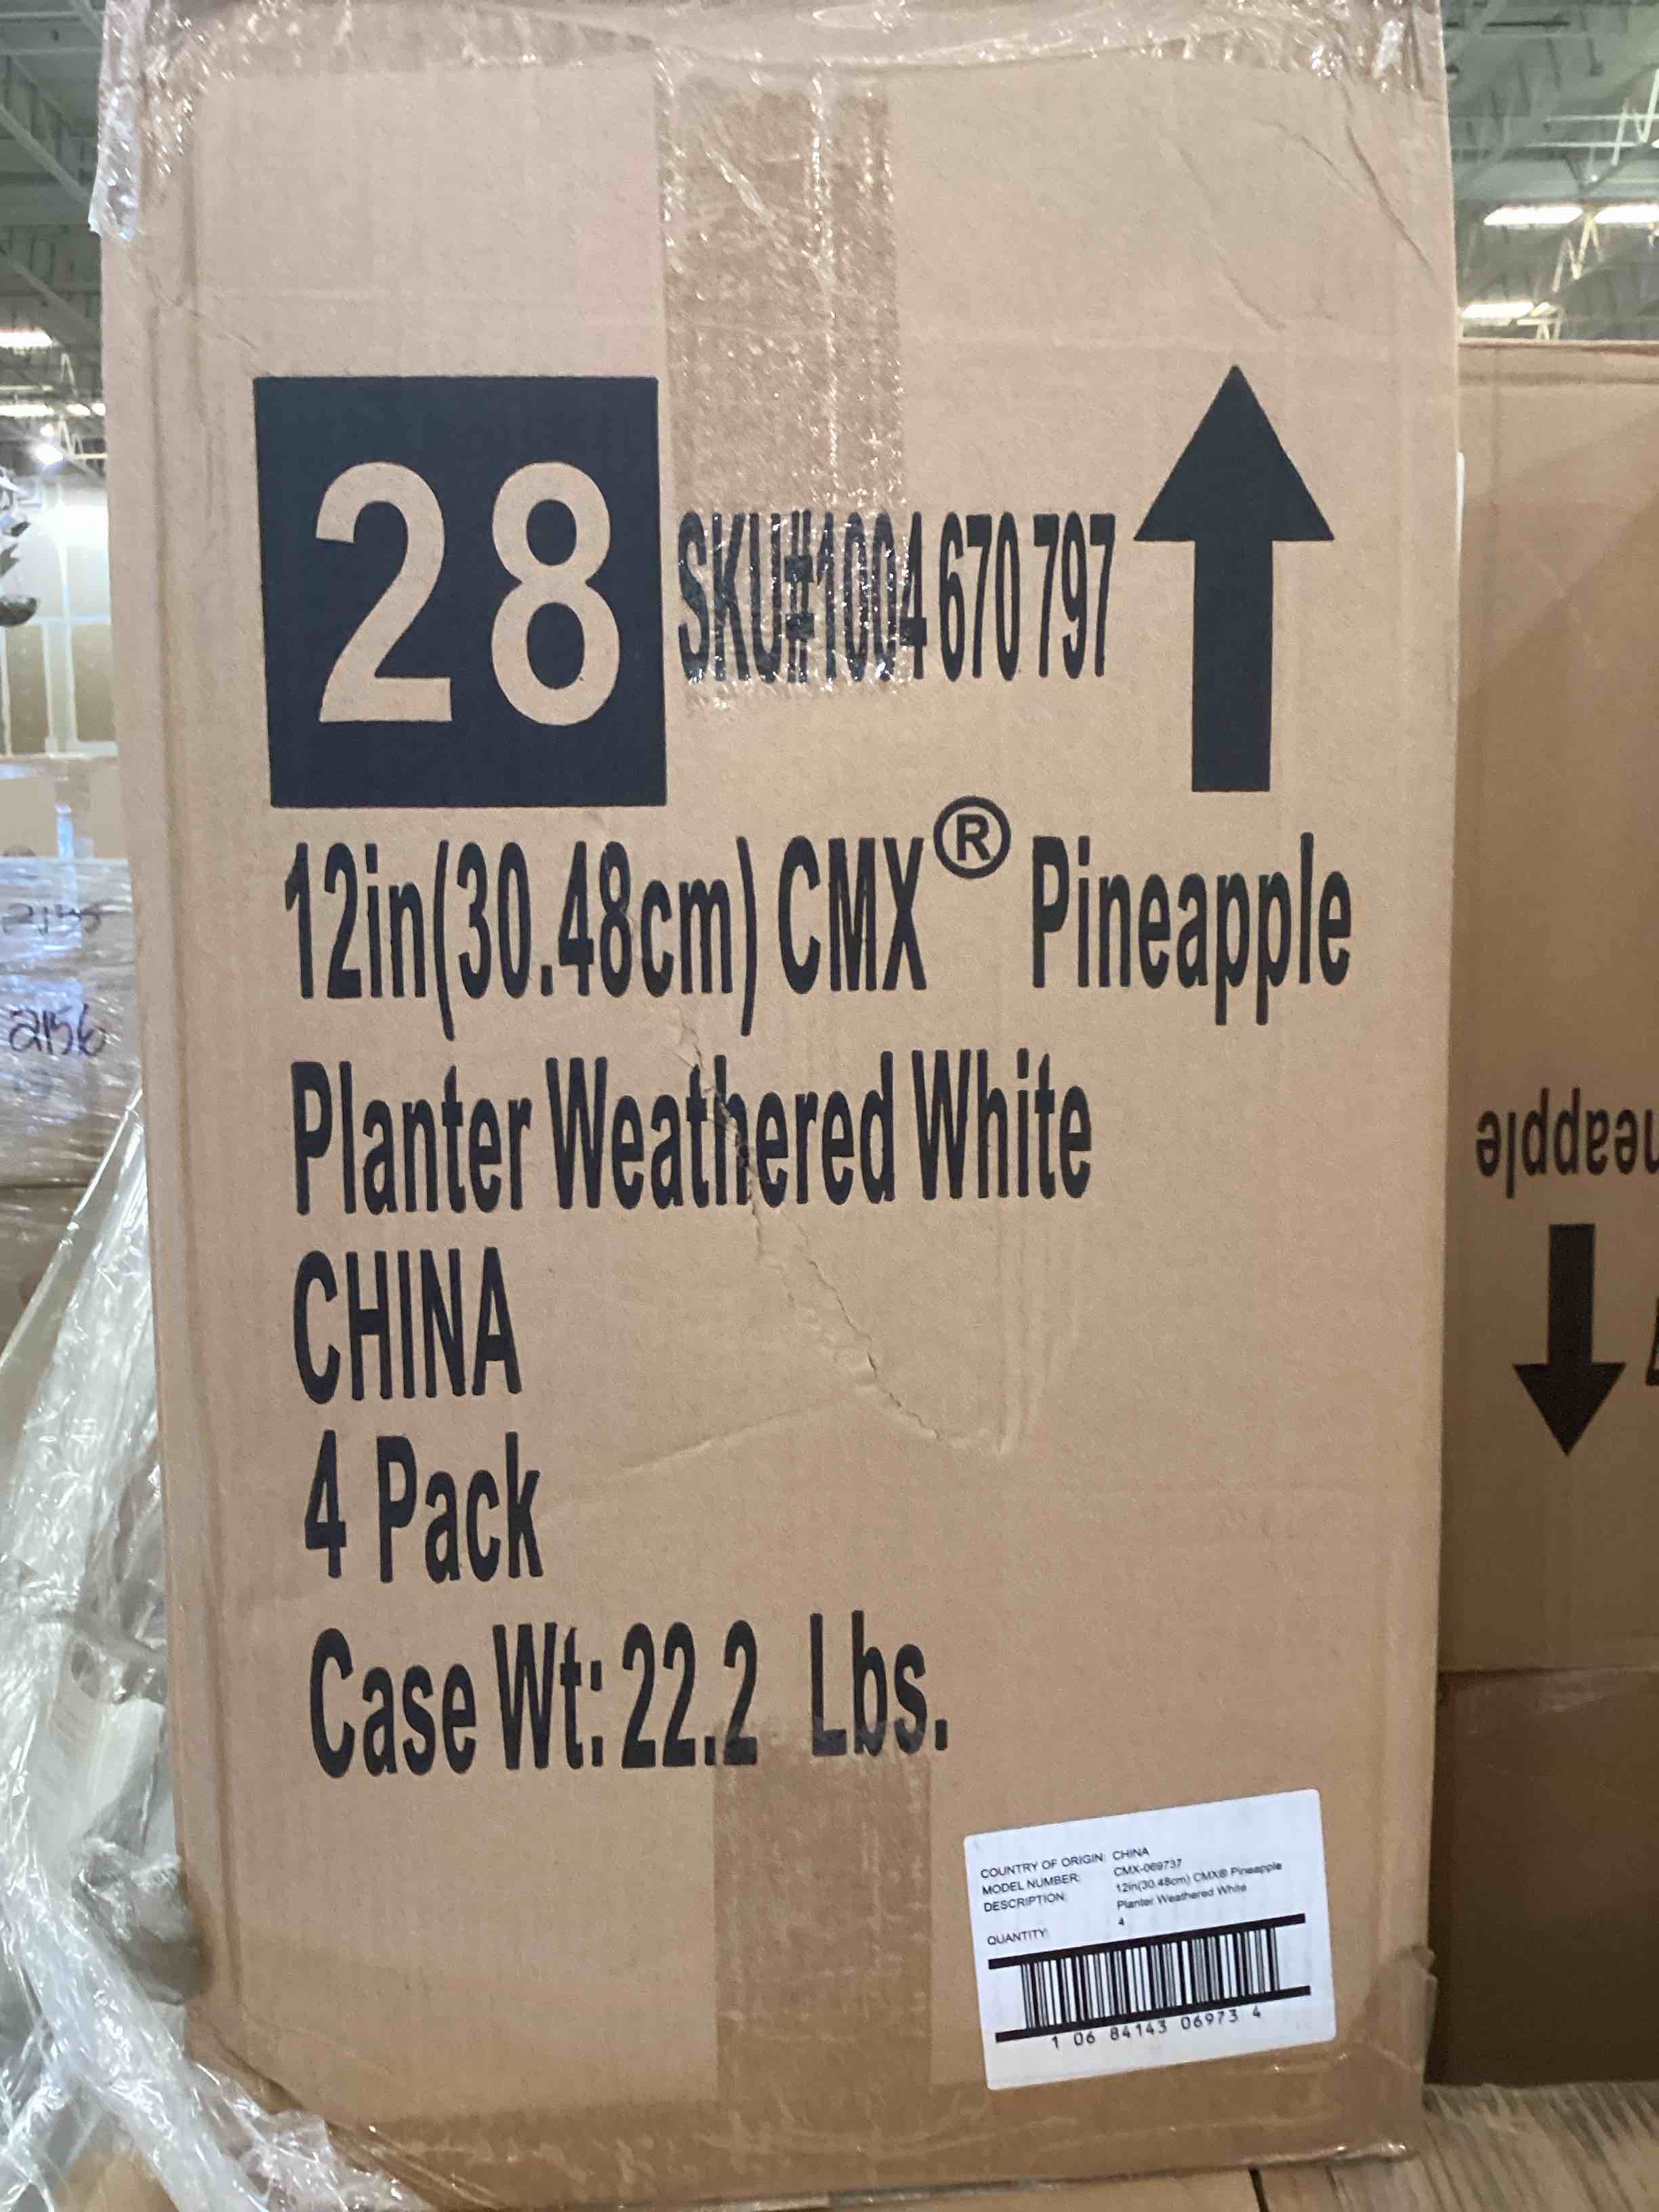 28
SKU#1004 670 797
12in(30.48cm) CMX® Pineapple
Planter Weathered White
CHINA
4 Pack
Case Wt: 22.2 Lbs.
COUNTRY OF ORIGIN: CHINA
MODEL NUMBER: CMX-069737
DESCRIPTION: 12in(30.48cm) CMX® Pineapple
Planter Weathered White
QUANTITY: 4
1 06 84143 06973 4
2156
neapple